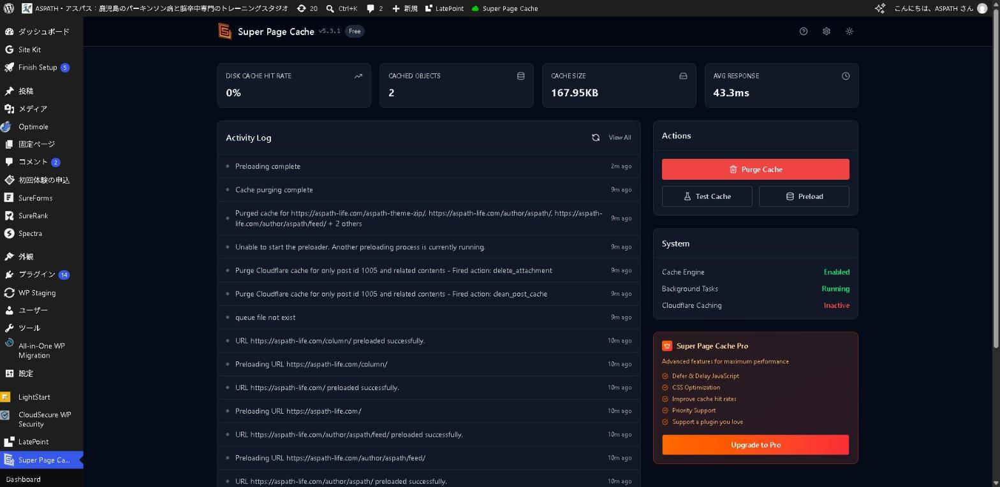 ASPATH・アスパス：鹿児島のパーキンソン病と脳卒中専門のトレーニングスタジオ 20 Ctrl+K 2 新規 LatePoint Super Page Cache こんにちは、ASPATH さん
ダッシュボード
Site Kit
Finish Setup 5
投稿
メディア
Optimole
固定ページ
コメント 2
初回体験の申込
SureForms
SureRank
Spectra
外観
プラグイン 14
WP Staging
ユーザー
ツール
All-in-One WP
Migration
設定
LightStart
CloudSecure WP
Security
LatePoint
Super Page Ca...
Dashboard
Super Page Cache v5.3.1 Free
DISK CACHE HIT RATE
0%
CACHED OBJECTS
2
CACHE SIZE
167.95KB
AVG RESPONSE
43.3ms
Activity Log View All
Preloading complete 2m ago
Cache purging complete 9m ago
Purged cache for https://aspath-life.com/aspath-theme-zip/, https://aspath-life.com/author/aspath/, https://aspath-
life.com/author/aspath/feed/ + 2 others 9m ago
Unable to start the preloader. Another preloading process is currently running. 9m ago
Purge Cloudflare cache for only post id 1005 and related contents - Fired action: delete_attachment 9m ago
Purge Cloudflare cache for only post id 1005 and related contents - Fired action: clean_post_cache 9m ago
queue file not exist 9m ago
URL https://aspath-life.com/column/ preloaded successfully. 10m ago
Preloading URL https://aspath-life.com/column/ 10m ago
URL https://aspath-life.com/ preloaded successfully. 10m ago
Preloading URL https://aspath-life.com/ 10m ago
URL https://aspath-life.com/author/aspath/feed/ preloaded successfully. 10m ago
Preloading URL https://aspath-life.com/author/aspath/feed/ 10m ago
URL https://aspath-life.com/author/aspath/ preloaded successfully. 10m ago
Actions
Purge Cache
Test Cache Preload
System
Cache Engine Enabled
Background Tasks Running
Cloudflare Caching Inactive
Super Page Cache Pro
Advanced features for maximum performance
Defer & Delay JavaScript
CSS Optimization
Improve cache hit rates
Priority Support
Support a plugin you love
Upgrade to Pro